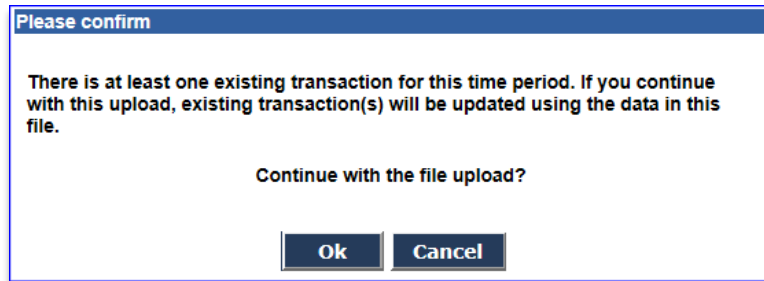 Please confirm
There is at least one existing transaction for this time period. If you continue
with this upload, existing transaction(s) will be updated using the data in this
file.
Continue with the file upload?
Ok
Cancel